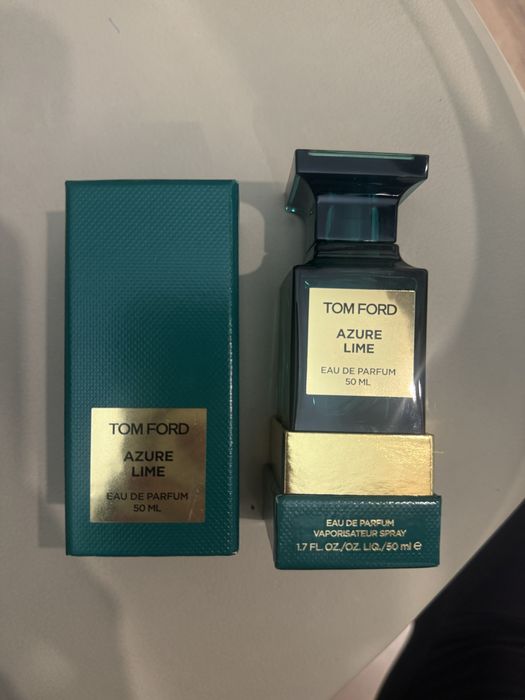 TOM FORD
AZURE
LIME
EAU DE PARFUM
50 ML
TOM FORD
AZURE
LIME
EAU DE PARFUM
50 ML
EAU DE PARFUM
VAPORISATEUR SPRAY
1.7 FL. OZ./OZ. LIQ./50 ml ℮